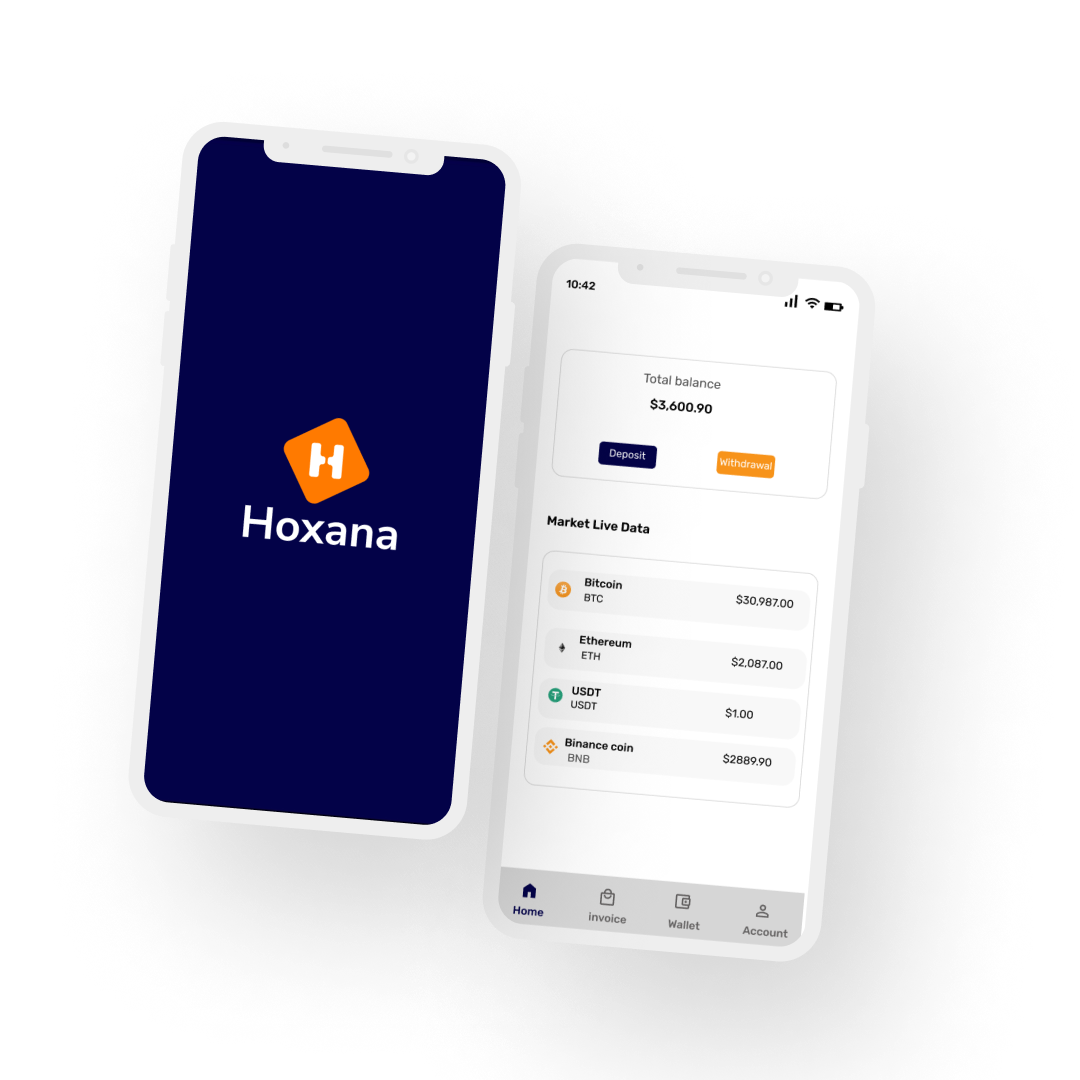 Hoxana
10:42
Total balance
$3,600.90
Deposit
Withdrawal
Market Live Data
Bitcoin
BTC
$30,987.00
Ethereum
ETH
$2,087.00
USDT
USDT
$1.00
Binance coin
BNB
$2889.90
Home
invoice
Wallet
Account